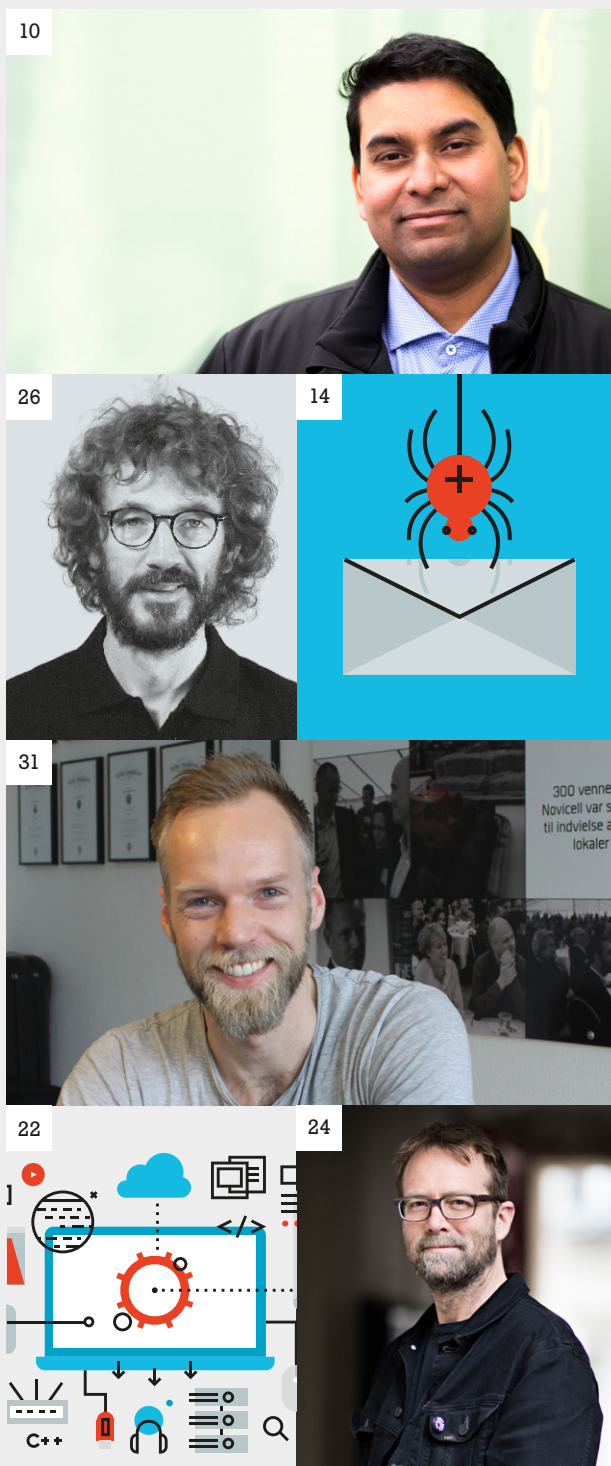 10
26
14
31
300 venne
Novicell var s
til indvielse a
lokaler
22
24
</>
C++